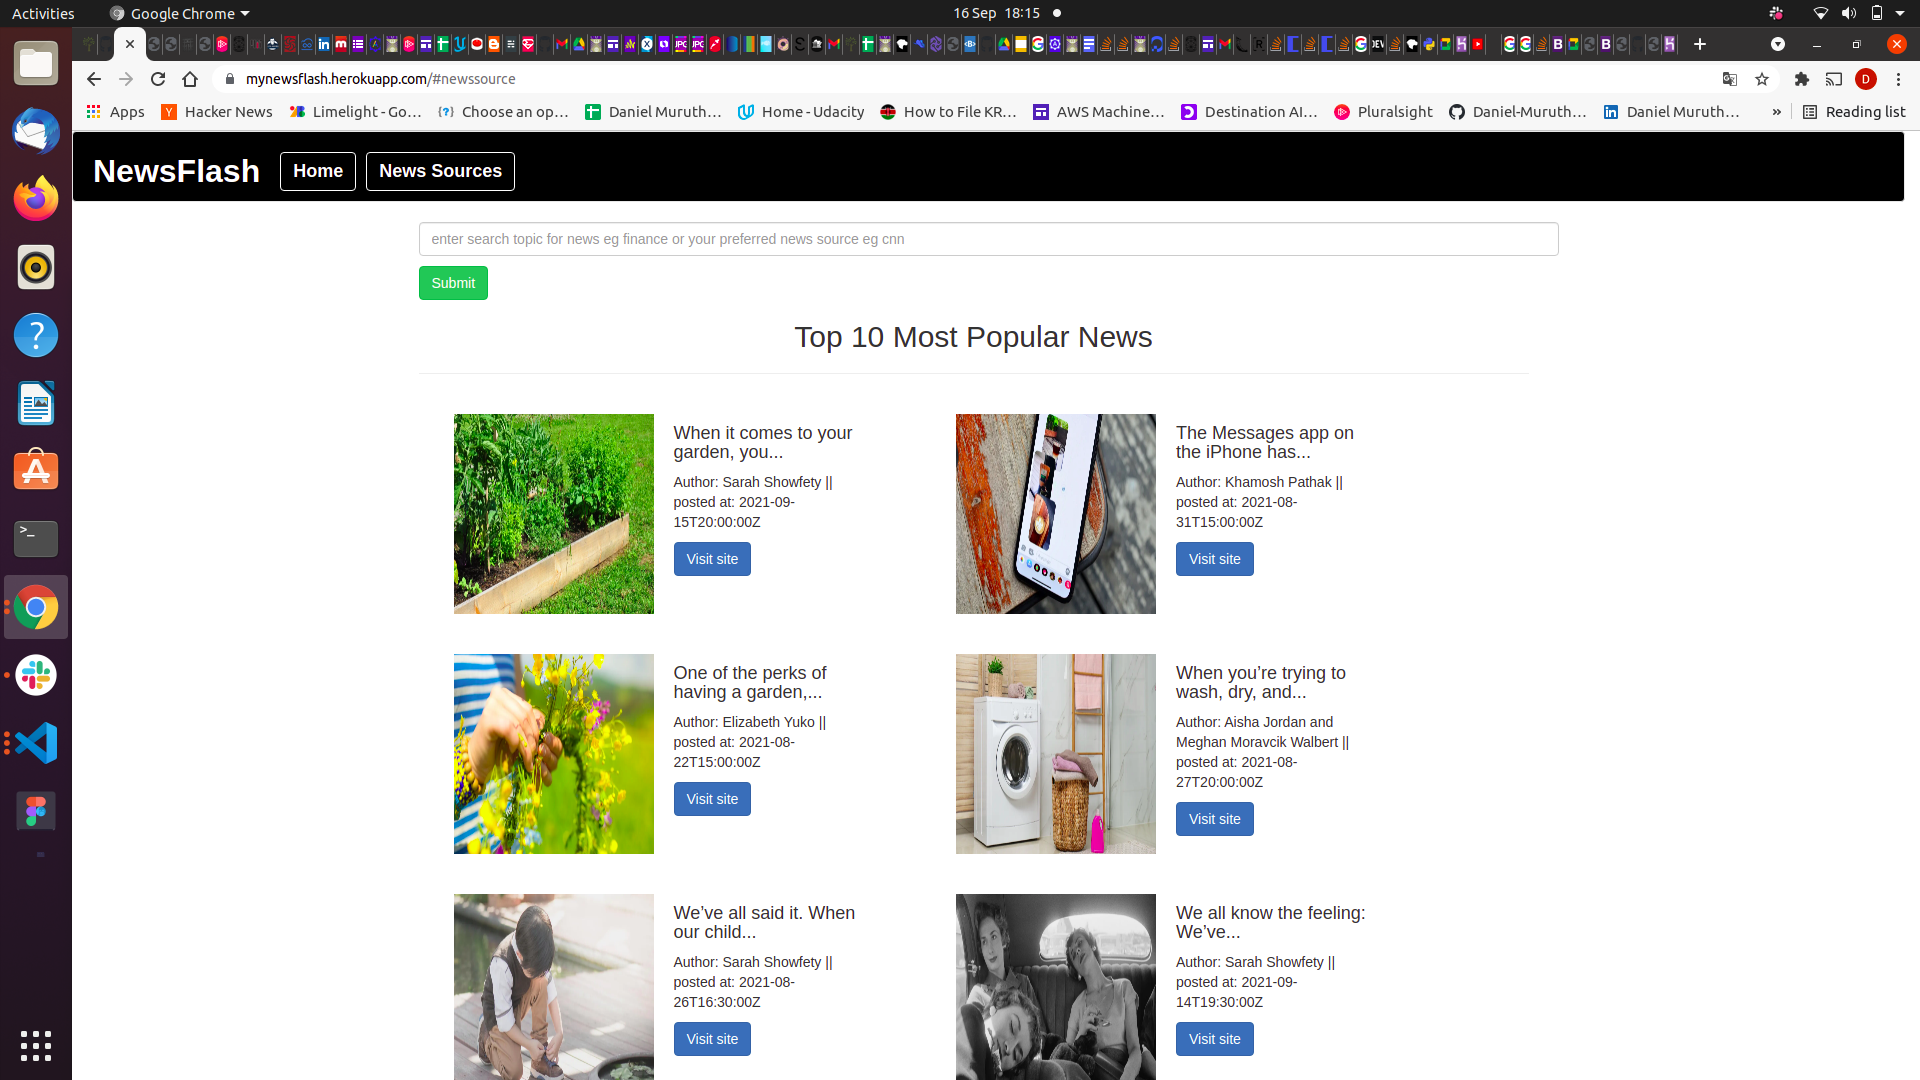 Activities
Google Chrome
16 Sep 18:15
mynewsflash.herokuapp.com/#newssource
D
Apps
Hacker News
Limelight - Go…
Choose an op…
Daniel Muruth…
Home - Udacity
How to File KR…
AWS Machine…
Destination AI…
Pluralsight
Daniel-Muruth…
Daniel Muruth…
»
Reading list
NewsFlash
Home
News Sources
enter search topic for news eg finance or your preferred news source eg cnn
Submit
Top 10 Most Popular News
When it comes to your
garden, you...
Author: Sarah Showfety ||
posted at: 2021-09-
15T20:00:00Z
Visit site
The Messages app on
the iPhone has...
Author: Khamosh Pathak ||
posted at: 2021-08-
31T15:00:00Z
Visit site
One of the perks of
having a garden,...
Author: Elizabeth Yuko ||
posted at: 2021-08-
22T15:00:00Z
Visit site
When you’re trying to
wash, dry, and...
Author: Aisha Jordan and
Meghan Moravcik Walbert ||
posted at: 2021-08-
27T20:00:00Z
Visit site
We’ve all said it. When
our child...
Author: Sarah Showfety ||
posted at: 2021-08-
26T16:30:00Z
Visit site
We all know the feeling:
We’ve...
Author: Sarah Showfety ||
posted at: 2021-09-
14T19:30:00Z
Visit site